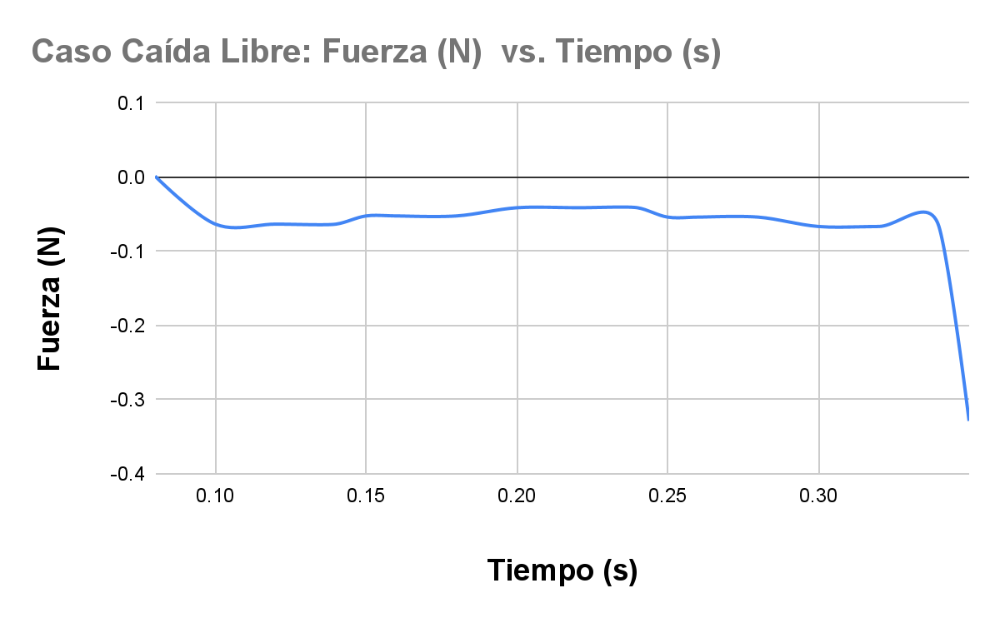 Caso Caída Libre: Fuerza (N)  vs. Tiempo (s)
0.1
0.0
-0.1
-0.2
-0.3
-0.4
Fuerza (N)
0.10 0.15 0.20 0.25 0.30
Tiempo (s)